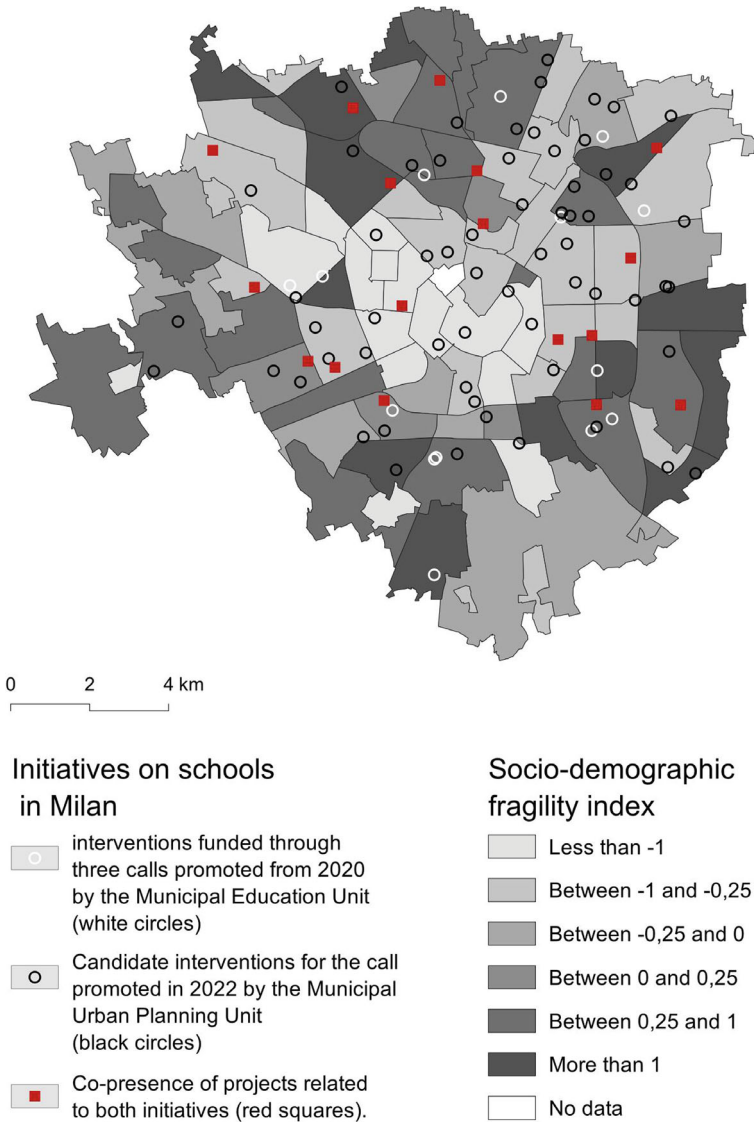 0 2 4 km
Initiatives on schools
in Milan
interventions funded through
three calls promoted from 2020
by the Municipal Education Unit
(white circles)
Candidate interventions for the call
promoted in 2022 by the Municipal
Urban Planning Unit
(black circles)
Co-presence of projects related
to both initiatives (red squares).
Socio-demographic
fragility index
Less than -1
Between -1 and -0,25
Between -0,25 and 0
Between 0 and 0,25
Between 0,25 and 1
More than 1
No data